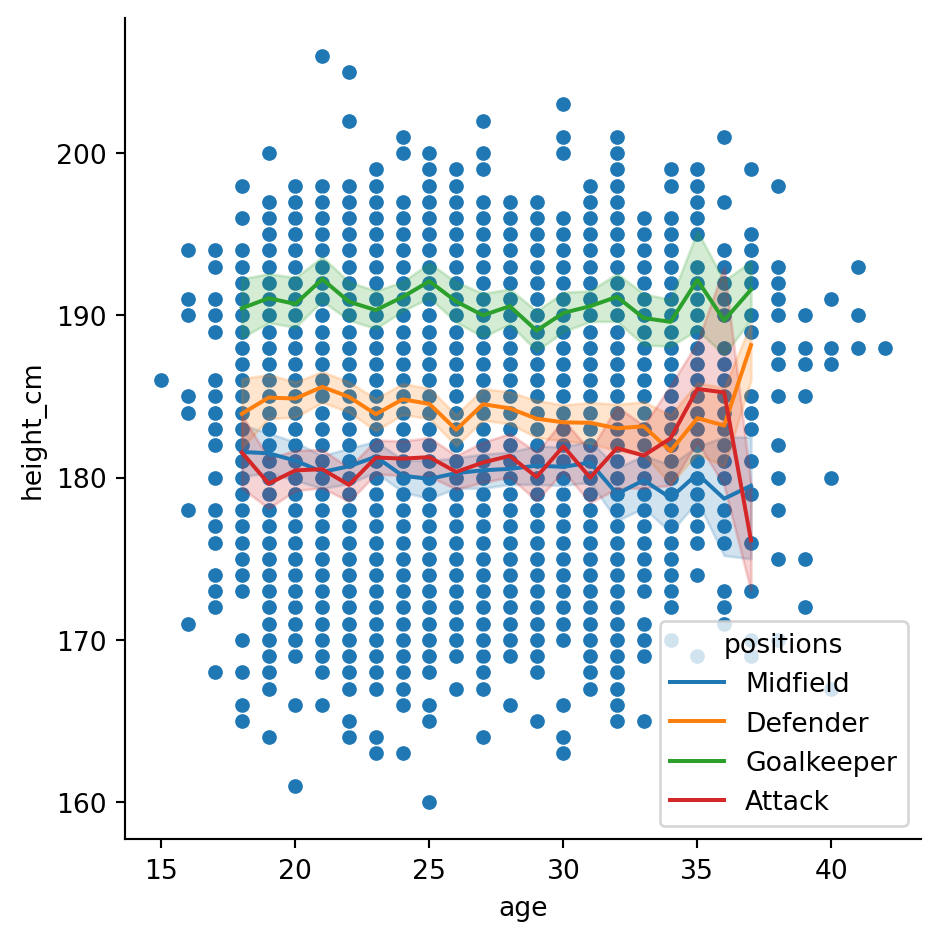 height_cm
200
190
180
170
160
15
20
25
30
35
40
age
positions
Midfield
Defender
Goalkeeper
Attack